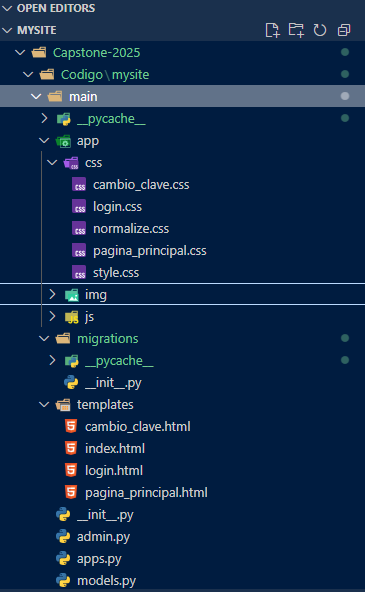 OPEN EDITORS
MYSITE
Capstone-2025
Codigo\mysite
main
__pycache__
app
css
cambio_clave.css
login.css
normalize.css
pagina_principal.css
style.css
img
js
migrations
__pycache__
__init__.py
templates
cambio_clave.html
index.html
login.html
pagina_principal.html
__init__.py
admin.py
apps.py
models.py